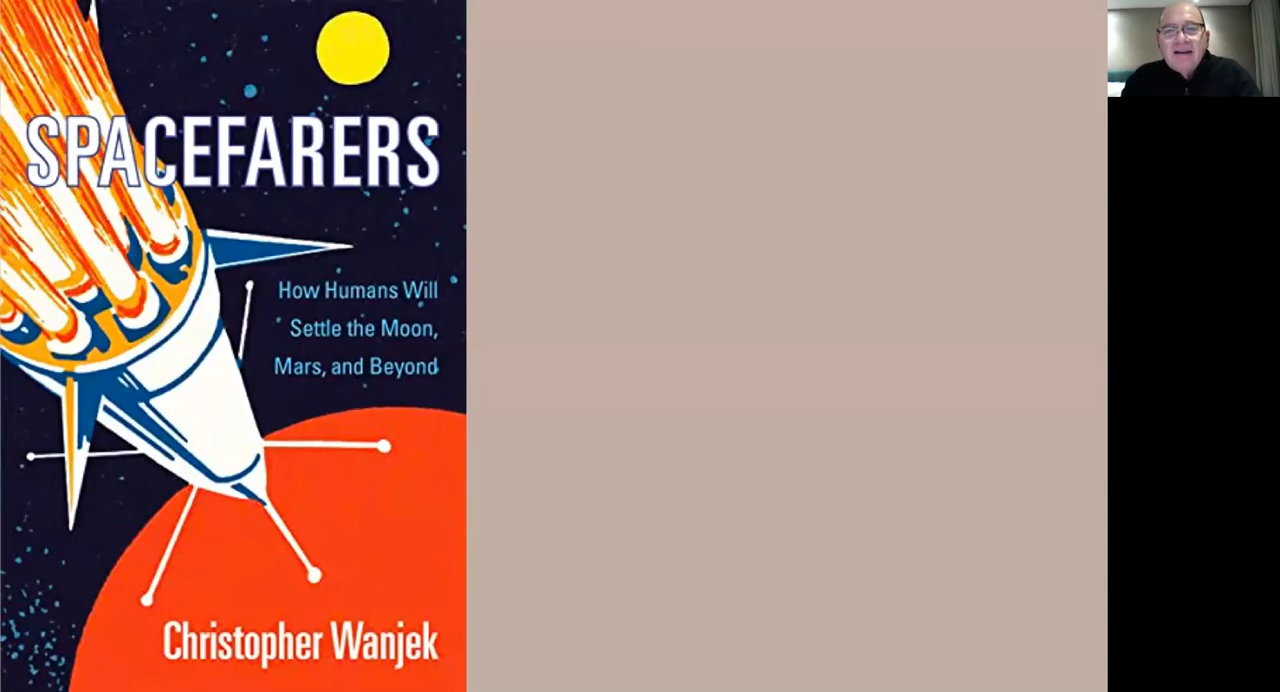 SPACEFARERS
How Humans Will
Settle the Moon,
Mars, and Beyond
Christopher Wanjek